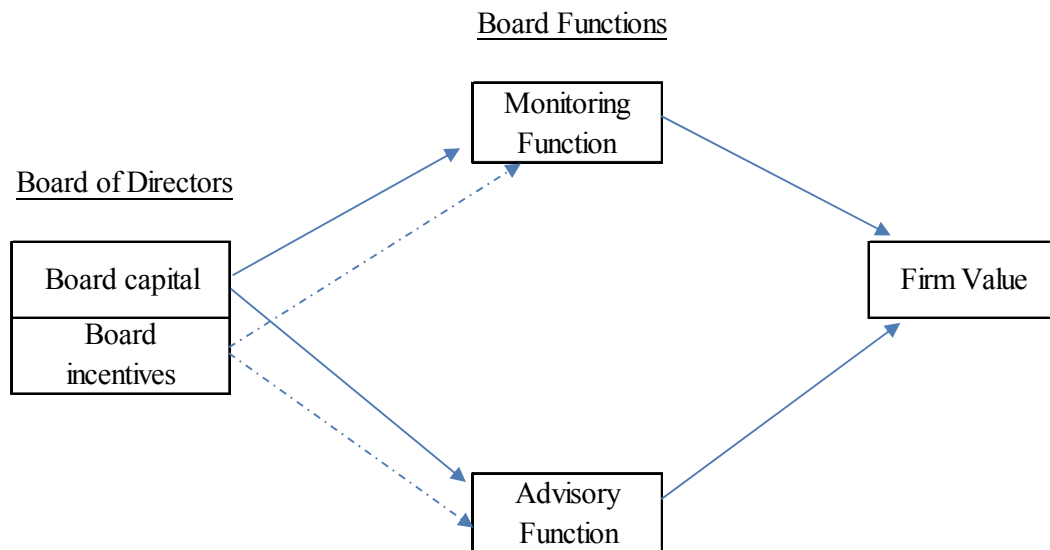 Board Functions
Monitoring
Function
Board of Directors
Board capital
Board
incentives
Firm Value
Advisory
Function